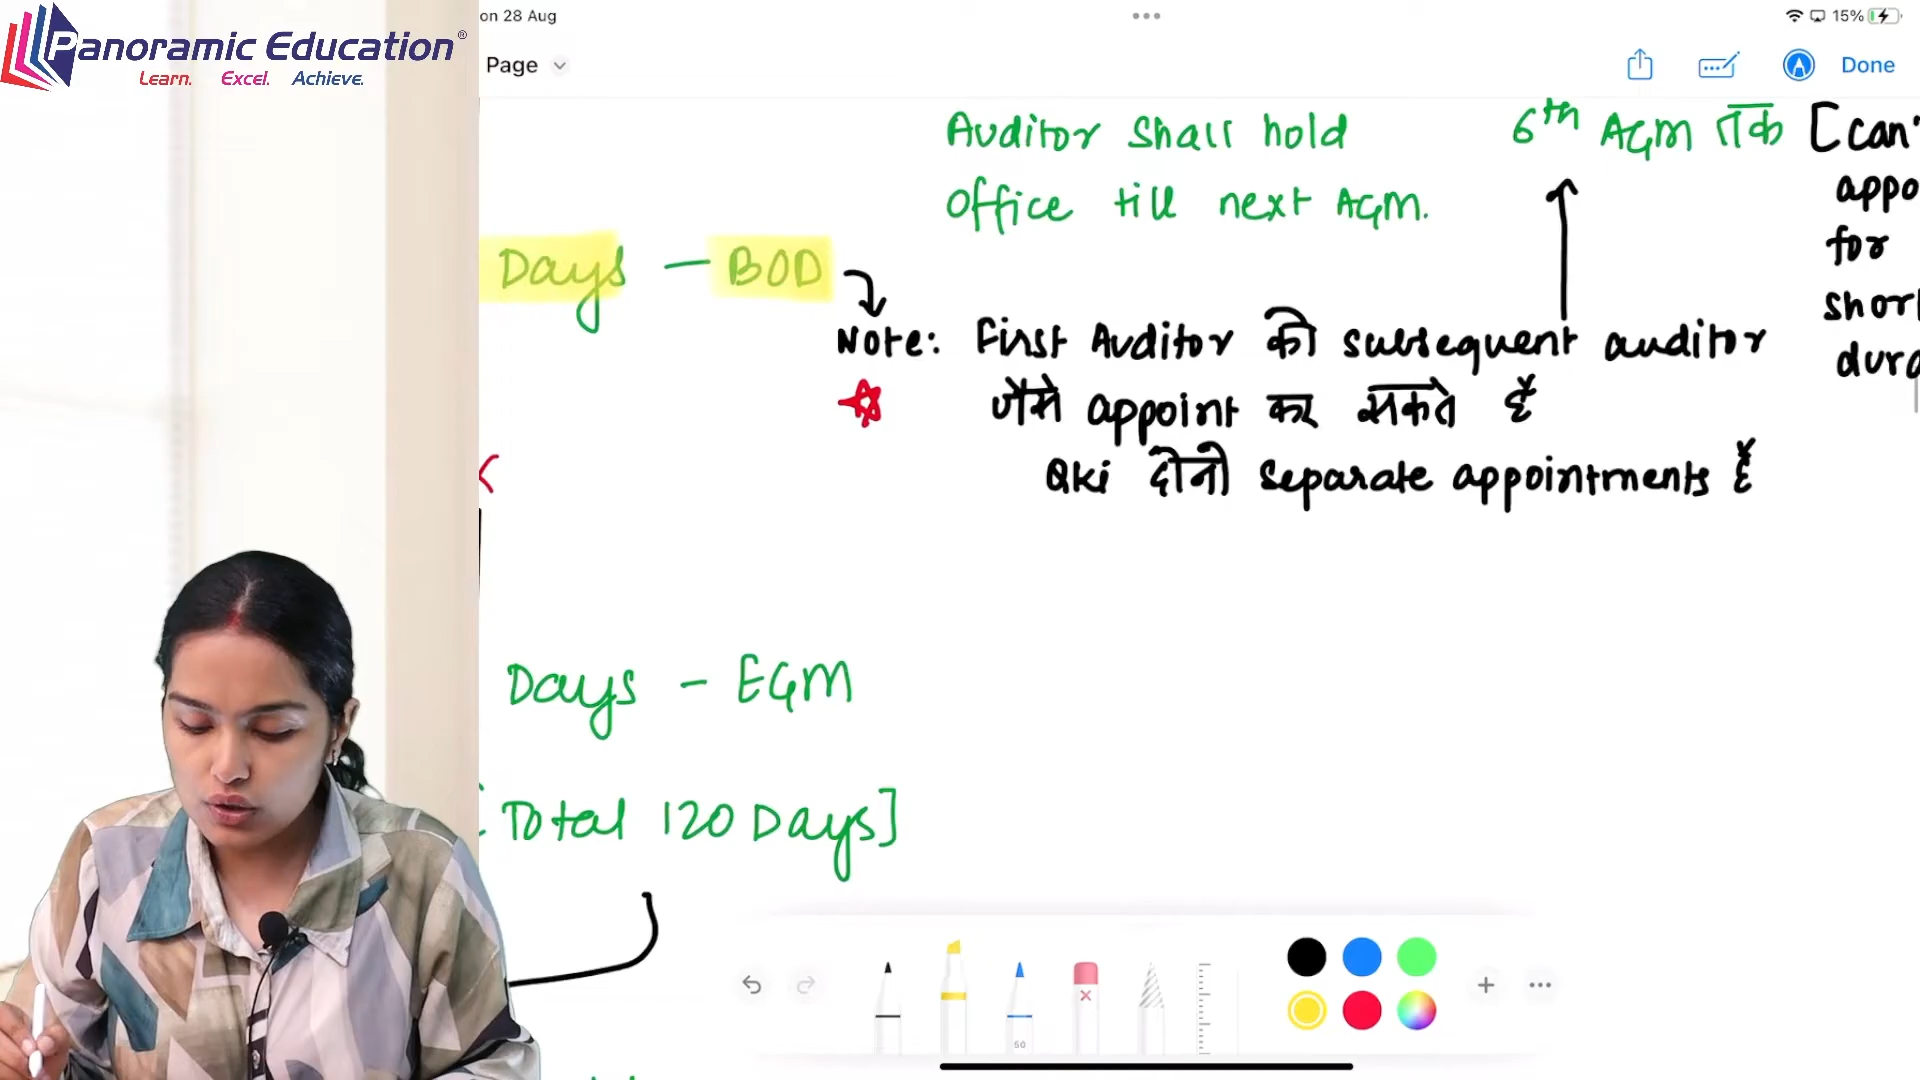 Panoramic Education®
Learn. Excel. Achieve.
on 28 Aug
15%
Page
Done
Auditor shall hold
office till next AGM.
6th AGM तक
[can'
appo
for
short
dura
Days - BOD
Note: First Auditor को subsequent auditor
जैसे appoint कर सकते हैं
Qki दोनो separate appointments हैं
Days - EGM
[Total 120 Days]
50